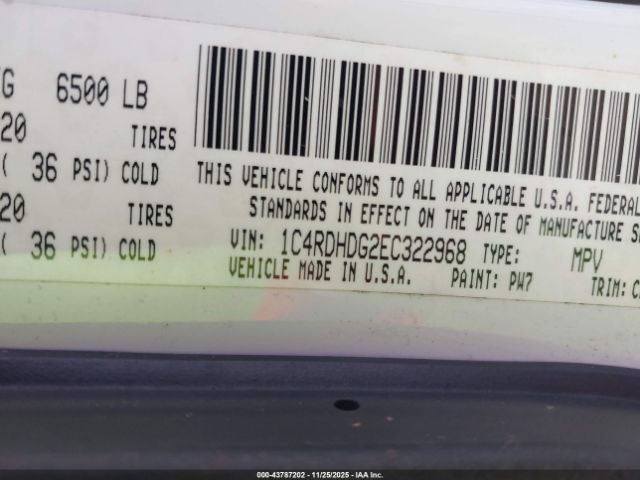 G 6500 LB
20 TIRES
( 36 PSI) COLD
20 TIRES
( 36 PSI) COLD
THIS VEHICLE CONFORMS TO ALL APPLICABLE U.S.A. FEDERAL
STANDARDS IN EFFECT ON THE DATE OF MANUFACTURE
VIN: 1C4RDHDG2EC322968 TYPE: MPV
VEHICLE MADE IN U.S.A. PAINT: PW7 TRIM:
000-43787202 - 11/25/2025 - IAA Inc.